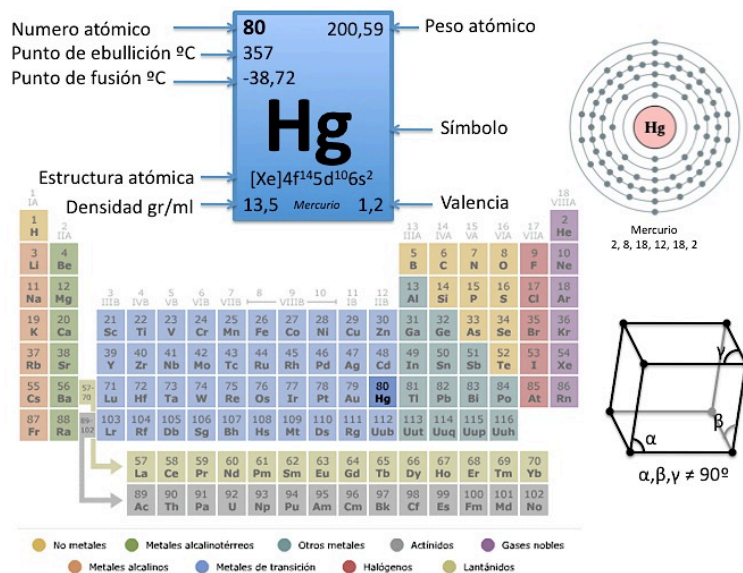 Numero atómico
Punto de ebullición ºC
Punto de fusión ºC
80 200,59
357
-38,72
Hg
[Xe]4f¹⁴5d¹⁰6s²
13,5 Mercurio 1,2
Peso atómico
Símbolo
Estructura atómica
Densidad gr/ml
Valencia
Hg
Mercurio
2, 8, 18, 12, 18, 2
1 18
IA VIIIA
1 2
H He
2 13 14 15 16 17
IIA IIIA IVA VA VIA VIIA
3 4 5 6 7 8 9 10
Li Be B C N O F Ne
11 12 13 14 15 16 17 18
Na Mg Al Si P S Cl Ar
3 4 5 6 7 8 9 10 11 12
IIIB IVB VB VIB VIIB VIIIB IB IIB
19 20 21 22 23 24 25 26 27 28 29 30 31 32 33 34 35 36
K Ca Sc Ti V Cr Mn Fe Co Ni Cu Zn Ga Ge As Se Br Kr
37 38 39 40 41 42 43 44 45 46 47 48 49 50 51 52 53 54
Rb Sr Y Zr Nb Mo Tc Ru Rh Pd Ag Cd In Sn Sb Te I Xe
55 56 57-70 71 72 73 74 75 76 77 78 79 80 81 82 83 84 85 86
Cs Ba Lu Hf Ta W Re Os Ir Pt Au Hg Tl Pb Bi Po At Rn
87 88 89-102 103 104 105 106 107 108 109 110 111 112 113 114 115 116
Fr Ra Lr Rf Db Sg Bh Hs Mt Ds Rg Uub Uut Uuq Uup Uuh
57 58 59 60 61 62 63 64 65 66 67 68 69 70
La Ce Pr Nd Pm Sm Eu Gd Tb Dy Ho Er Tm Yb
89 90 91 92 93 94 95 96 97 98 99 100 101 102
Ac Th Pa U Np Pu Am Cm Bk Cf Es Fm Md No
γ
β
α
α,β,γ ≠ 90º
No metales Metales alcalinotérreos Otros metales Actínidos Gases nobles
Metales alcalinos Metales de transición Halógenos Lantánidos